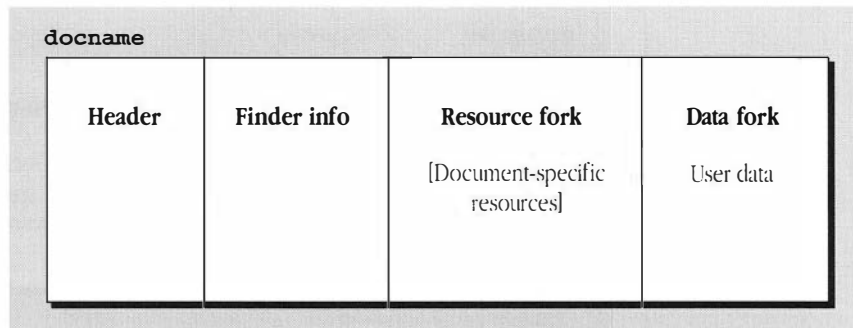 docname
Header
Finder info
Resource fork
Data fork
[Document-specific
resources]
User data